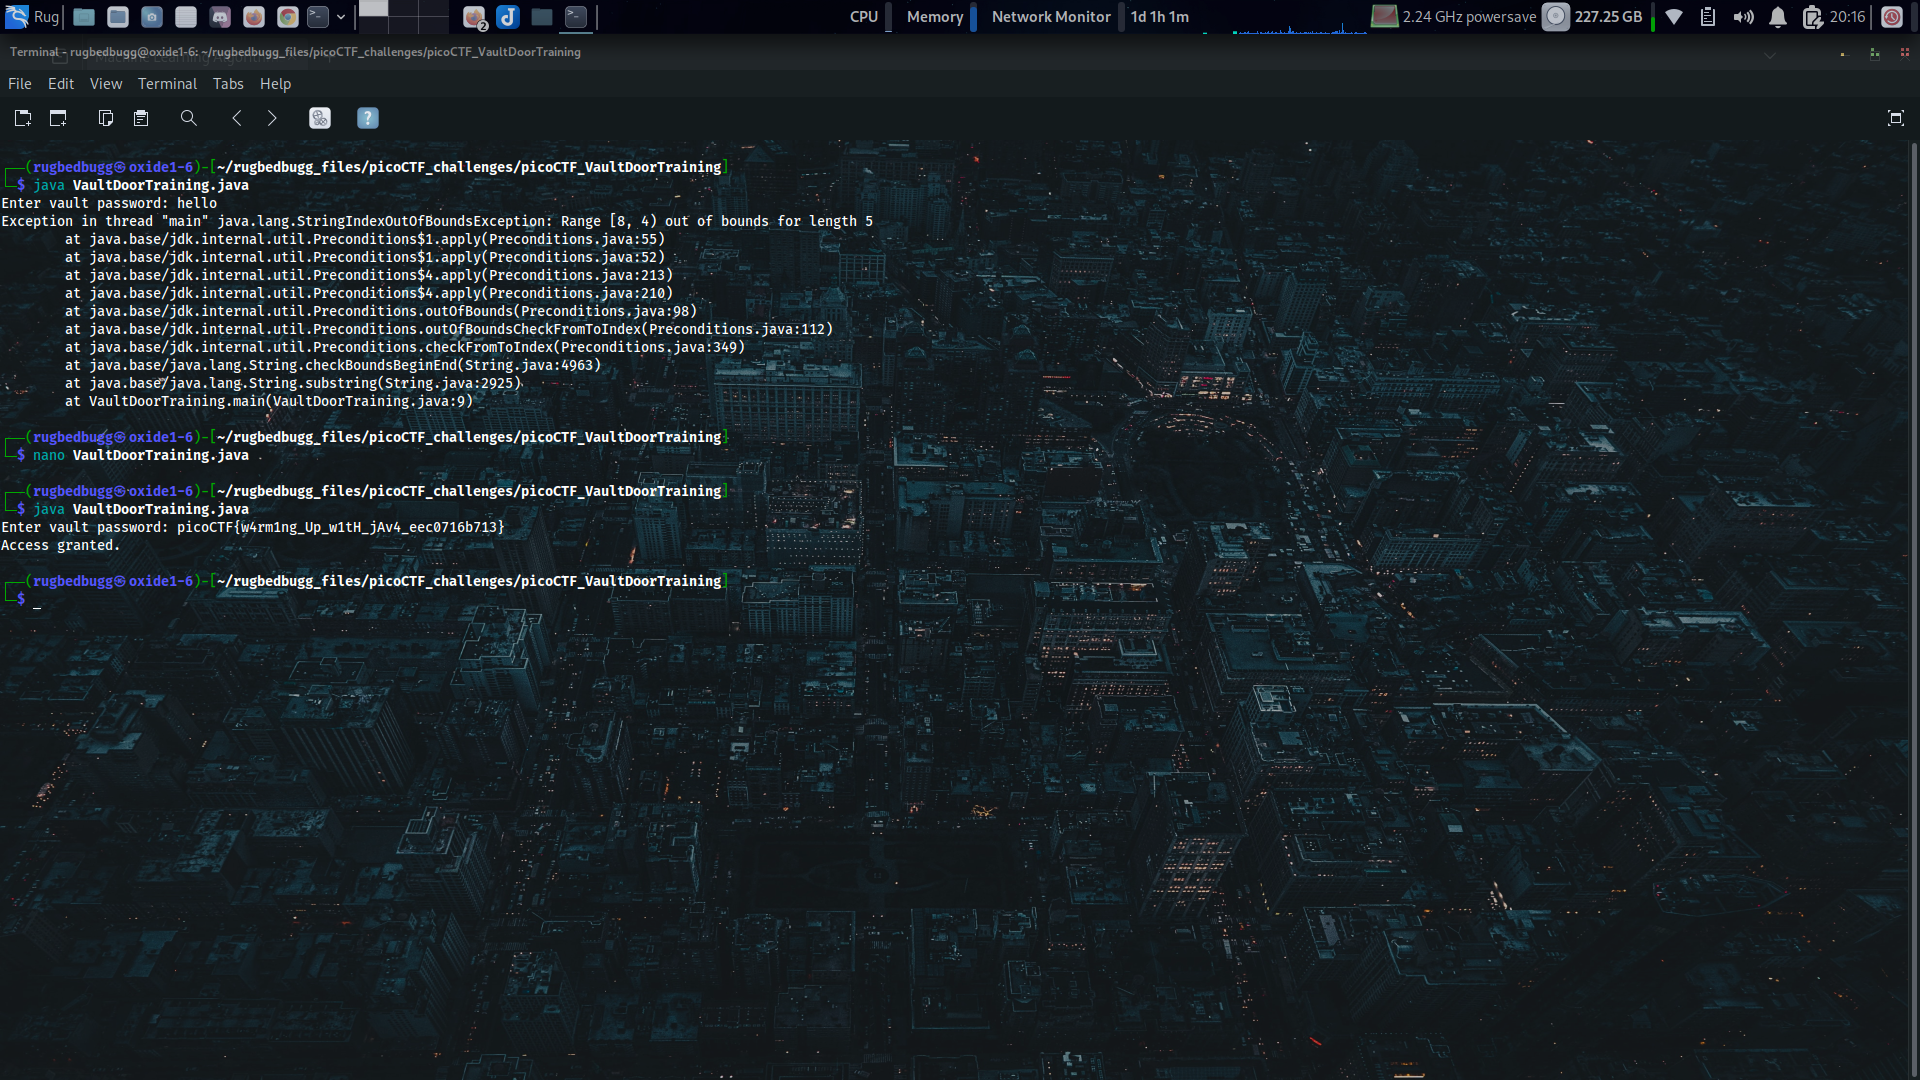 Rug
2
CPU
Memory
Network Monitor
1d 1h 1m
2.24 GHz powersave
227.25 GB
20:16
Terminal - rugbedbugg@oxide1-6: ~/rugbedbugg_files/picoCTF_challenges/picoCTF_VaultDoorTraining
File Edit View Terminal Tabs Help
┌──(rugbedbugg㉿oxide1-6)-[~/rugbedbugg_files/picoCTF_challenges/picoCTF_VaultDoorTraining]
└─$ java VaultDoorTraining.java
Enter vault password: hello
Exception in thread "main" java.lang.StringIndexOutOfBoundsException: Range [8, 4) out of bounds for length 5
at java.base/jdk.internal.util.Preconditions$1.apply(Preconditions.java:55)
at java.base/jdk.internal.util.Preconditions$1.apply(Preconditions.java:52)
at java.base/jdk.internal.util.Preconditions$4.apply(Preconditions.java:213)
at java.base/jdk.internal.util.Preconditions$4.apply(Preconditions.java:210)
at java.base/jdk.internal.util.Preconditions.outOfBounds(Preconditions.java:98)
at java.base/jdk.internal.util.Preconditions.outOfBoundsCheckFromToIndex(Preconditions.java:112)
at java.base/jdk.internal.util.Preconditions.checkFromToIndex(Preconditions.java:349)
at java.base/java.lang.String.checkBoundsBeginEnd(String.java:4963)
at java.base/java.lang.String.substring(String.java:2925)
at VaultDoorTraining.main(VaultDoorTraining.java:9)
┌──(rugbedbugg㉿oxide1-6)-[~/rugbedbugg_files/picoCTF_challenges/picoCTF_VaultDoorTraining]
└─$ nano VaultDoorTraining.java
┌──(rugbedbugg㉿oxide1-6)-[~/rugbedbugg_files/picoCTF_challenges/picoCTF_VaultDoorTraining]
└─$ java VaultDoorTraining.java
Enter vault password: picoCTF{w4rm1ng_Up_w1tH_jAv4_eec0716b713}
Access granted.
┌──(rugbedbugg㉿oxide1-6)-[~/rugbedbugg_files/picoCTF_challenges/picoCTF_VaultDoorTraining]
└─$ _